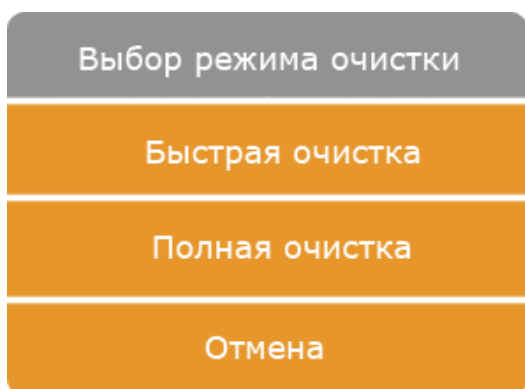 Выбор режима очистки
Быстрая очистка
Полная очистка
Отмена